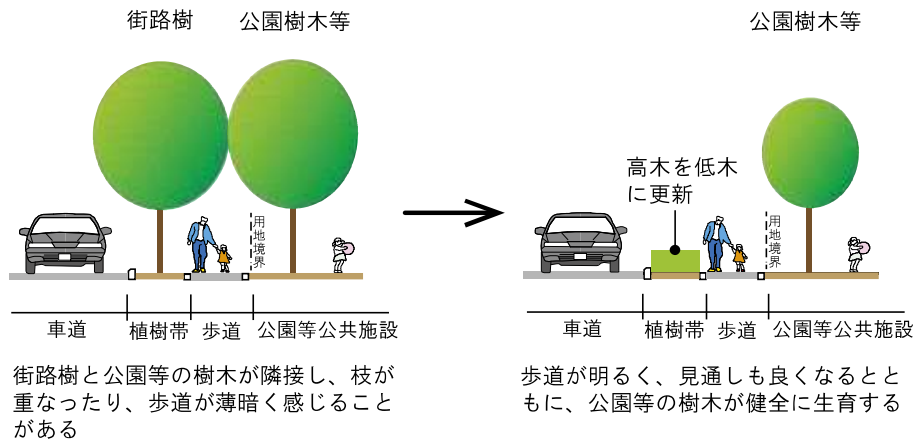 街路樹
公園樹木等
用地境界
車道
植樹帯
歩道
公園等公共施設
街路樹と公園等の樹木が隣接し、枝が
重なったり、歩道が薄暗く感じること
がある
公園樹木等
高木を低木
に更新
用地境界
車道
植樹帯
歩道
公園等公共施設
歩道が明るく、見通しも良くなるとと
もに、公園等の樹木が健全に生育する